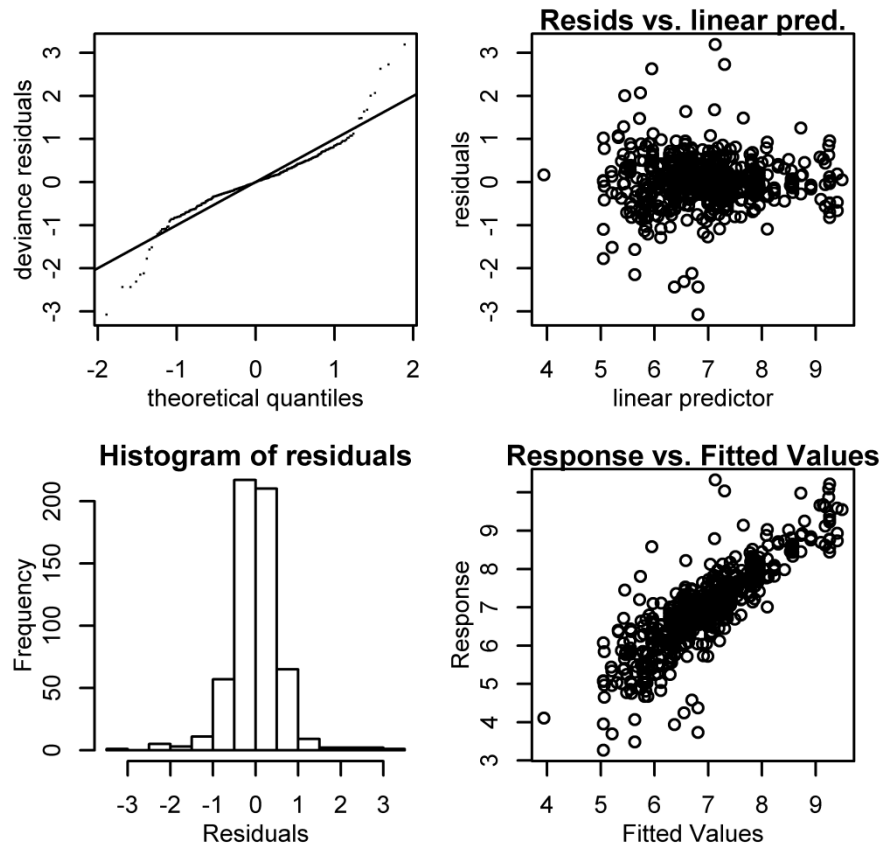 deviance residuals
3
2
1
0
-1
-2
-3
-2 -1 0 1 2
theoretical quantiles
Resids vs. linear pred.
residuals
3
2
1
0
-1
-2
-3
4 5 6 7 8 9
linear predictor
Histogram of residuals
Frequency
200
150
100
50
0
-3 -2 -1 0 1 2 3
Residuals
Response vs. Fitted Values
Response
9
8
7
6
5
4
3
4 5 6 7 8 9
Fitted Values